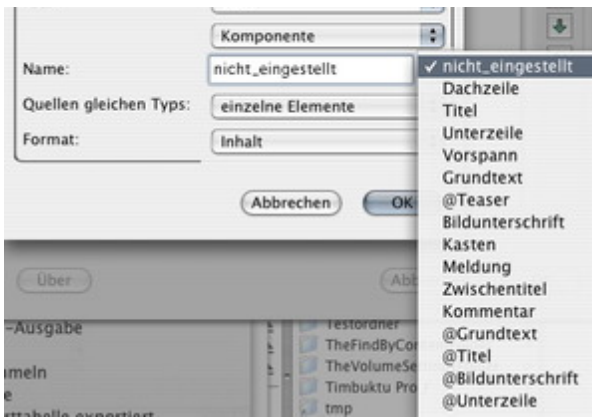 Komponente
Name:
nicht_eingestellt
Quellen gleichen Typs:
einzelne Elemente
Format:
Inhalt
Abbrechen
OK
✓ nicht_eingestellt
Dachzeile
Titel
Unterzeile
Vorspann
Grundtext
@Teaser
Bildunterschrift
Kasten
Meldung
Zwischentitel
Kommentar
@Grundtext
@Titel
@Bildunterschrift
@Unterzeile
Über
Abb
-Ausgabe
meln
e
Testordner
TheFindByCon
TheVolumeSe
Timbuktu Pro
tmp